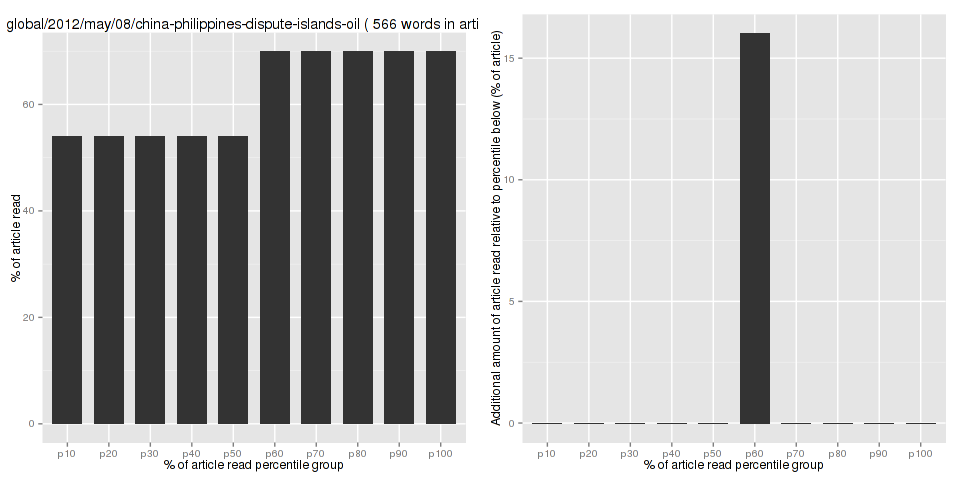 global/2012/may/08/china-philippines-dispute-islands-oil ( 566 words in arti
% of article read
60
40
20
0
p10 p20 p30 p40 p50 p60 p70 p80 p90 p100
% of article read percentile group
Additional amount of article read relative to percentile below (% of article)
15
10
5
0
p10 p20 p30 p40 p50 p60 p70 p80 p90 p100
% of article read percentile group